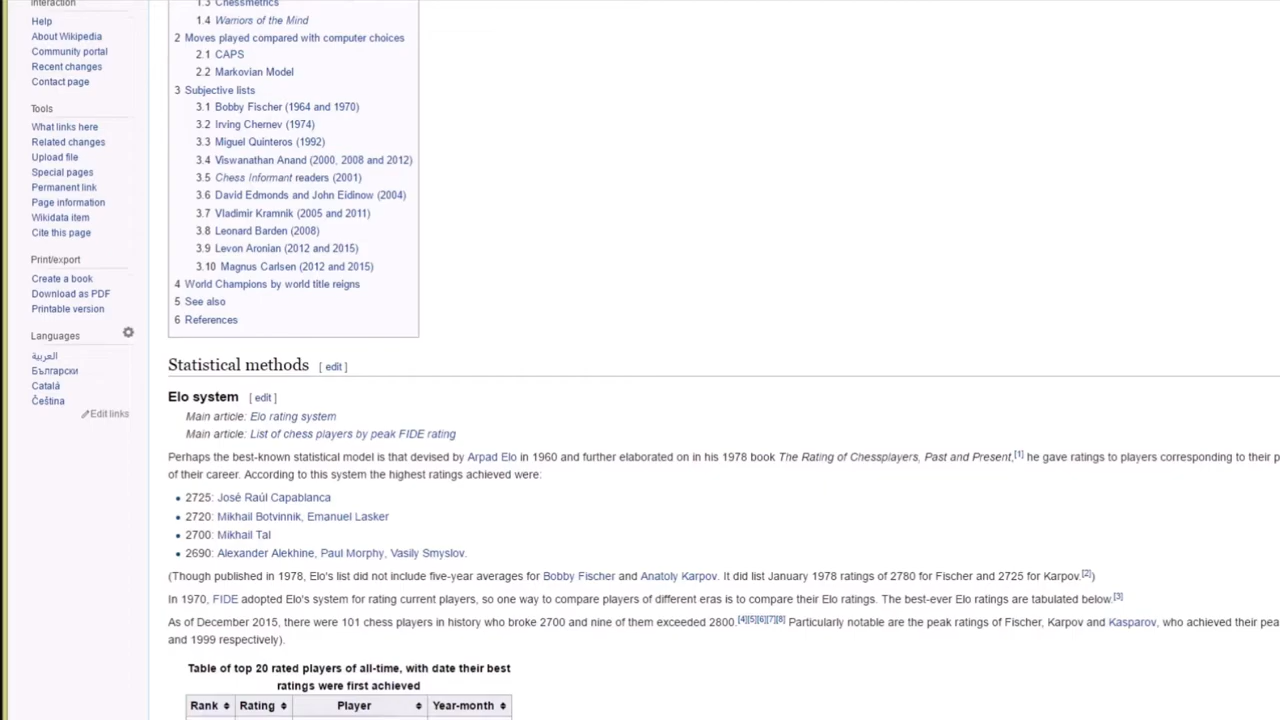 Interaction
Help
About Wikipedia
Community portal
Recent changes
Contact page
Tools
What links here
Related changes
Upload file
Special pages
Permanent link
Page information
Wikidata item
Cite this page
Print/export
Create a book
Download as PDF
Printable version
Languages
العربية
Български
Català
Čeština
Edit links
1.3 Chessmetrics
1.4 Warriors of the Mind
2 Moves played compared with computer choices
2.1 CAPS
2.2 Markovian Model
3 Subjective lists
3.1 Bobby Fischer (1964 and 1970)
3.2 Irving Chernev (1974)
3.3 Miguel Quinteros (1992)
3.4 Viswanathan Anand (2000, 2008 and 2012)
3.5 Chess Informant readers (2001)
3.6 David Edmonds and John Eidinow (2004)
3.7 Vladimir Kramnik (2005 and 2011)
3.8 Leonard Barden (2008)
3.9 Levon Aronian (2012 and 2015)
3.10 Magnus Carlsen (2012 and 2015)
4 World Champions by world title reigns
5 See also
6 References
Statistical methods [ edit ]
Elo system [ edit ]
Main article: Elo rating system
Main article: List of chess players by peak FIDE rating
Perhaps the best-known statistical model is that devised by Arpad Elo in 1960 and further elaborated on in his 1978 book The Rating of Chessplayers, Past and Present,[1] he gave ratings to players corresponding to their p
of their career. According to this system the highest ratings achieved were:
• 2725: José Raúl Capablanca
• 2720: Mikhail Botvinnik, Emanuel Lasker
• 2700: Mikhail Tal
• 2690: Alexander Alekhine, Paul Morphy, Vasily Smyslov.
(Though published in 1978, Elo's list did not include five-year averages for Bobby Fischer and Anatoly Karpov. It did list January 1978 ratings of 2780 for Fischer and 2725 for Karpov.[2])
In 1970, FIDE adopted Elo's system for rating current players, so one way to compare players of different eras is to compare their Elo ratings. The best-ever Elo ratings are tabulated below.[3]
As of December 2015, there were 101 chess players in history who broke 2700 and nine of them exceeded 2800.[4][5][6][7][8] Particularly notable are the peak ratings of Fischer, Karpov and Kasparov, who achieved their pea
and 1999 respectively).
Table of top 20 rated players of all-time, with date their best
ratings were first achieved
Rank Rating Player Year-month